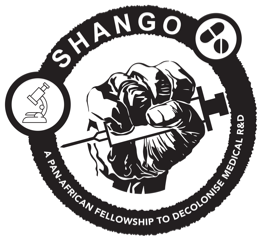 SHANGO
A PAN-AFRICAN FELLOWSHIP TO DECOLONISE MEDICAL R&D